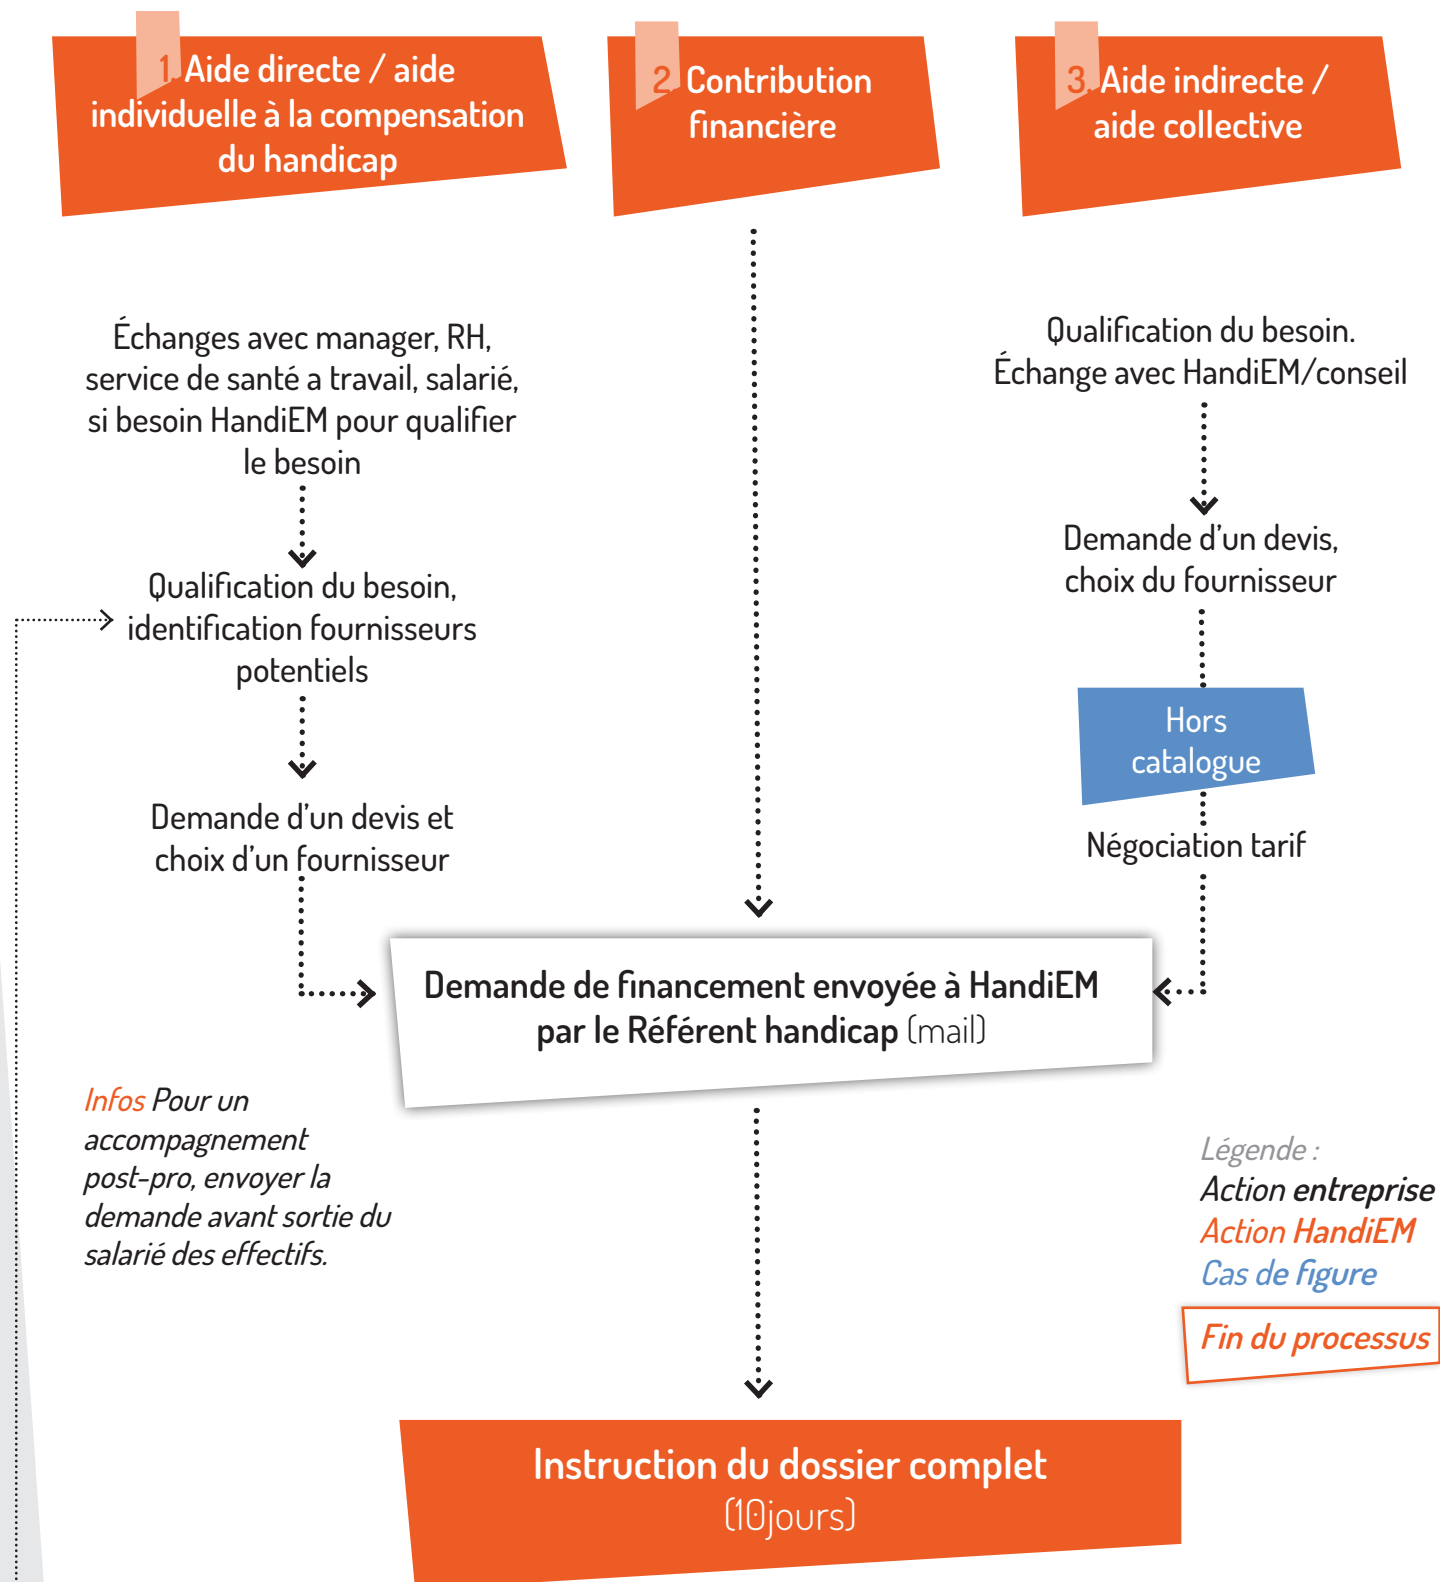 1. Aide directe / aide
individuelle à la compensation
du handicap
2. Contribution
financière
3. Aide indirecte /
aide collective
Échanges avec manager, RH,
service de santé a travail, salarié,
si besoin HandiEM pour qualifier
le besoin
Qualification du besoin,
identification fournisseurs
potentiels
Demande d'un devis et
choix d'un fournisseur
Qualification du besoin.
Échange avec HandiEM/conseil
Demande d'un devis,
choix du fournisseur
Hors
catalogue
Négociation tarif
Demande de financement envoyée à HandiEM
par le Référent handicap (mail)
Infos Pour un
accompagnement
post-pro, envoyer la
demande avant sortie du
salarié des effectifs.
Légende :
Action entreprise
Action HandiEM
Cas de figure
Fin du processus
Instruction du dossier complet
(10jours)